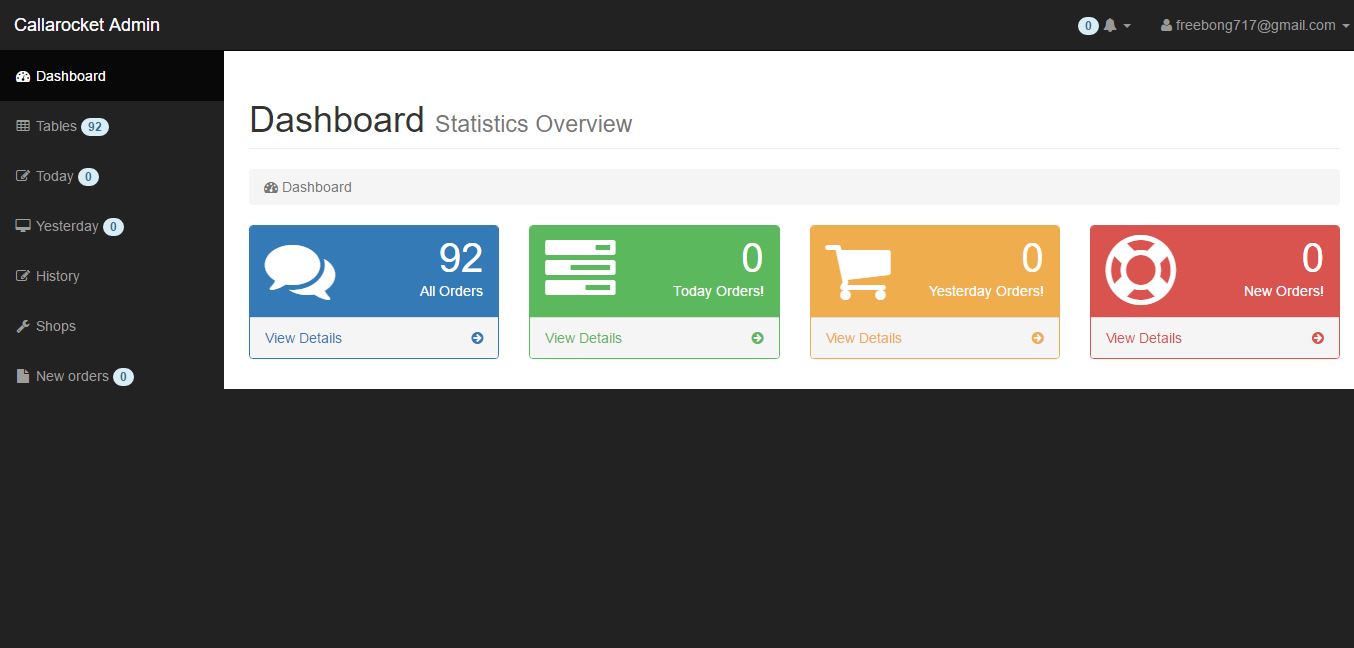 Callarocket Admin
0
freebong717@gmail.com
Dashboard
Tables 92
Today 0
Yesterday 0
History
Shops
New orders 0
Dashboard Statistics Overview
Dashboard
92
All Orders
View Details
0
Today Orders!
View Details
0
Yesterday Orders!
View Details
0
New Orders!
View Details